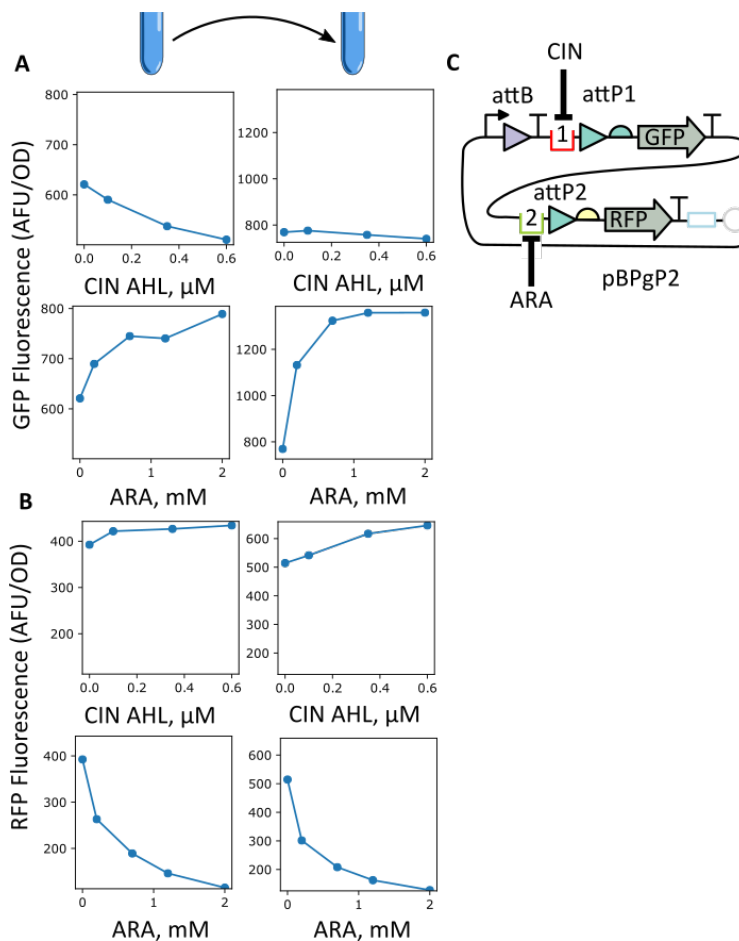 A
C
CIN
attB
attP1
1
GFP
attP2
2
RFP
pBPgP2
ARA
GFP Fluorescence (AFU/OD)
800
700
600
0.0 0.2 0.4 0.6
CIN AHL, μM
1200
1000
800
0.0 0.2 0.4 0.6
CIN AHL, μM
800
700
600
0 1 2
ARA, mM
1200
1000
800
0 1 2
ARA, mM
B
RFP Fluorescence (AFU/OD)
400
300
200
0.0 0.2 0.4 0.6
CIN AHL, μM
600
500
400
300
200
0.0 0.2 0.4 0.6
CIN AHL, μM
400
300
200
0 1 2
ARA, mM
600
500
400
300
200
0 1 2
ARA, mM